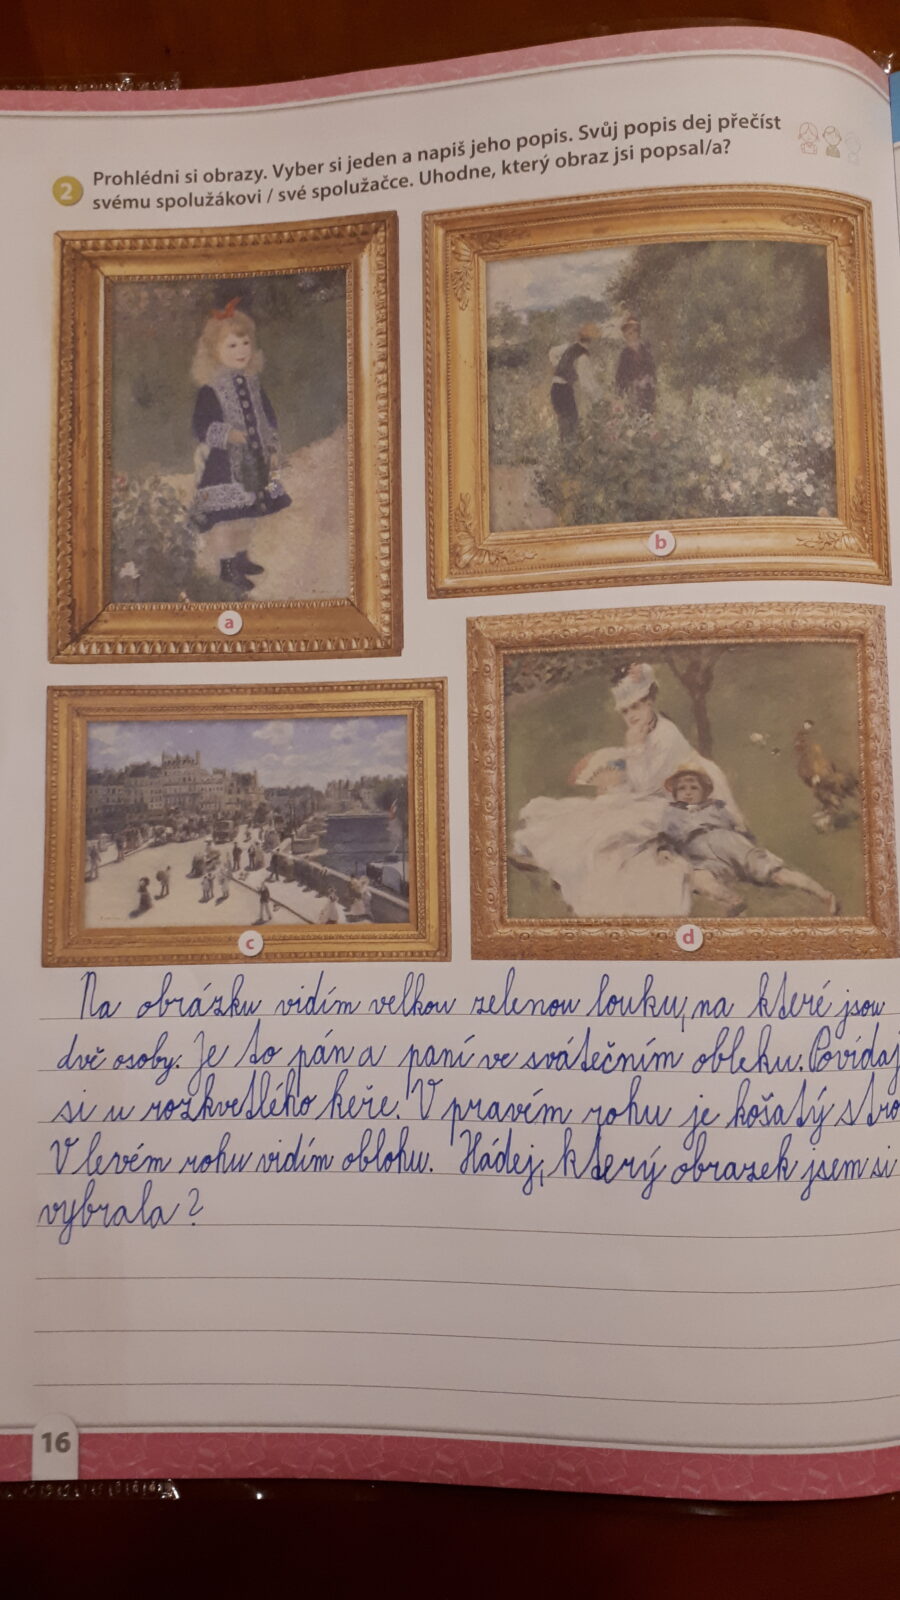 2 Prohlédni si obrazy. Vyber si jeden a napiš jeho popis. Svůj popis dej přečíst
svému spolužákovi / své spolužačce. Uhodne, který obraz jsi popsal/a?
a
b
c
d
Na obrázku vidím velkou zelenou louku, na které jsou
dvě osoby. Je to pán a paní ve svátečním obleku. Povídaj
si u rozkvetlého keře. V pravém rohu je košatý stro
V levém rohu vidím oblohu. Hádej, který obrazek jsem si
vybrala?
16